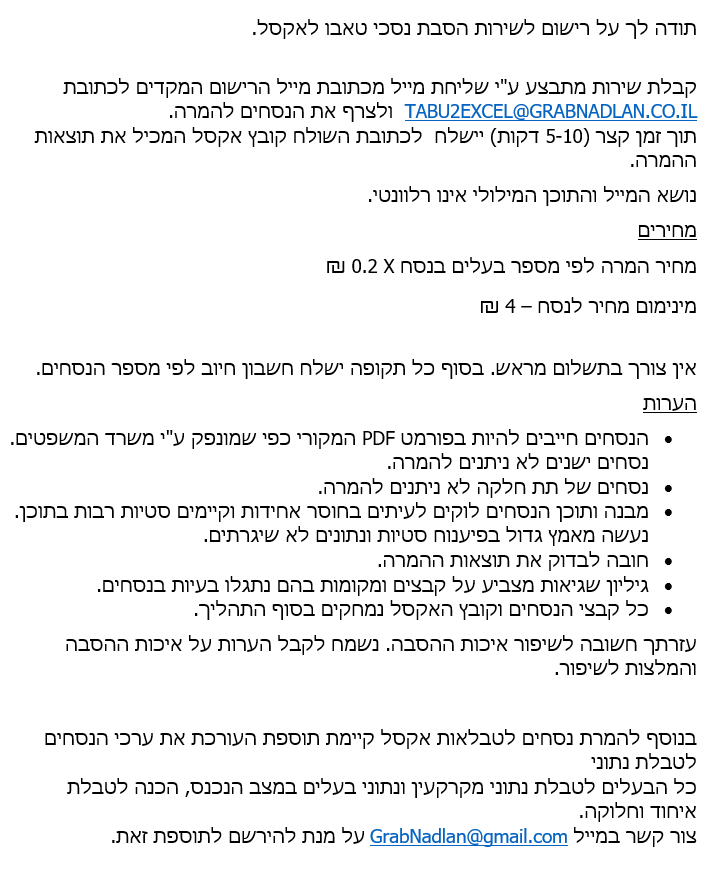 תודה לך על רישום לשירות הסבת נסכי טאבו לאקסל.
קבלת שירות מתבצע ע"י שליחת מייל מכתובת מייל הרישום המקדים לכתובת
TABU2EXCEL@GRABNADLAN.CO.IL ולצרף את הנסחים להמרה.
תוך זמן קצר (5-10 דקות) יישלח לכתובת השולח קובץ אקסל המכיל את תוצאות
ההמרה.
נושא המייל והתוכן המילולי אינו רלוונטי.
מחירים
מחיר המרה לפי מספר בעלים בנסח X 0.2 ₪
מינימום מחיר לנסח – 4 ₪
אין צורך בתשלום מראש. בסוף כל תקופה ישלח חשבון חיוב לפי מספר הנסחים.
הערות
• הנסחים חייבים להיות בפורמט PDF המקורי כפי שמונפק ע"י משרד המשפטים.
נסחים ישנים לא ניתנים להמרה.
• נסחים של תת חלקה לא ניתנים להמרה.
• מבנה ותוכן הנסחים לוקים לעיתים בחוסר אחידות וקיימים סטיות רבות בתוכן.
נעשה מאמץ גדול בפיענוח סטיות ונתונים לא שיגרתים.
• חובה לבדוק את תוצאות ההמרה.
• גיליון שגיאות מצביע על קבצים ומקומות בהם נתגלו בעיות בנסחים.
• כל קבצי הנסחים וקובץ האקסל נמחקים בסוף התהליך.
עזרתך חשובה לשיפור איכות ההסבה. נשמח לקבל הערות על איכות ההסבה
והמלצות לשיפור.
בנוסף להמרת נסחים לטבלאות אקסל קיימת תוספת העורכת את ערכי הנסחים
לטבלת נתוני
כל הבעלים לטבלת נתוני מקרקעין ונתוני בעלים במצב הנכנס, הכנה לטבלת
איחוד וחלוקה.
צור קשר במייל GrabNadlan@gmail.com על מנת להירשם לתוספת זאת.